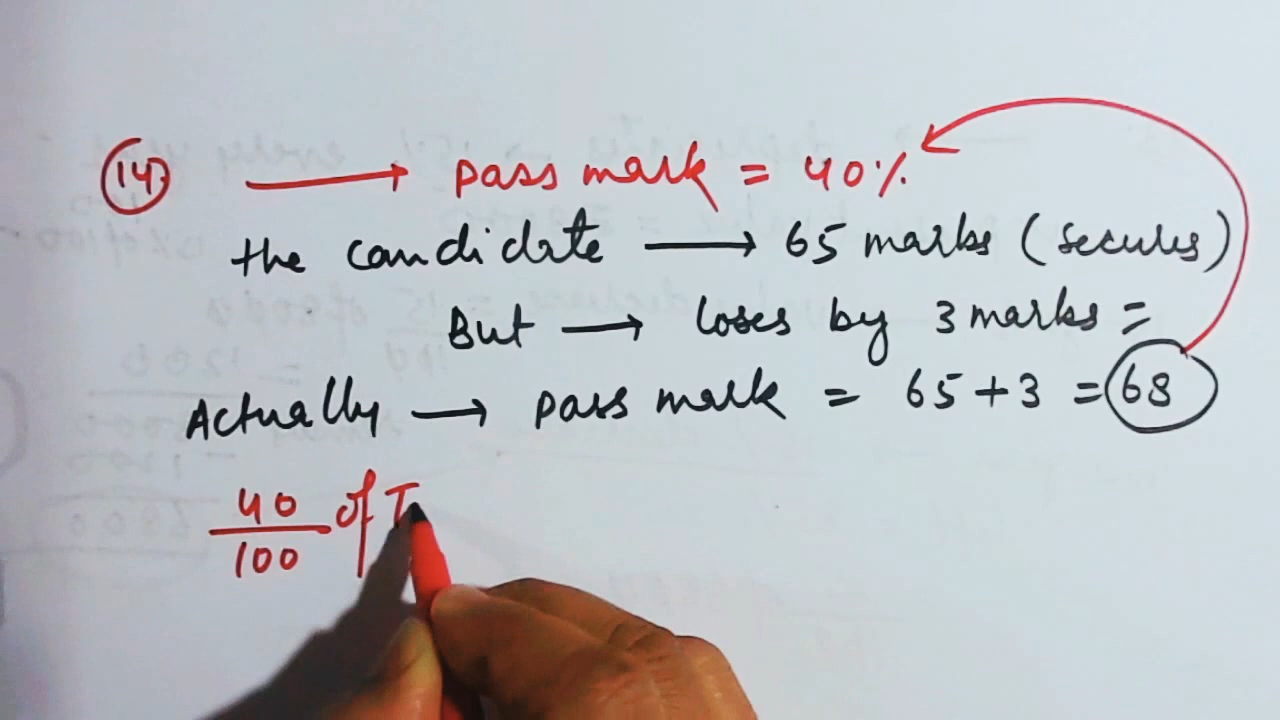 14. → pass mark = 40%
the candidate → 65 marks (secures)
But → loses by 3 marks =
Actually → pass mark = 65 + 3 = 68
40/100 of T